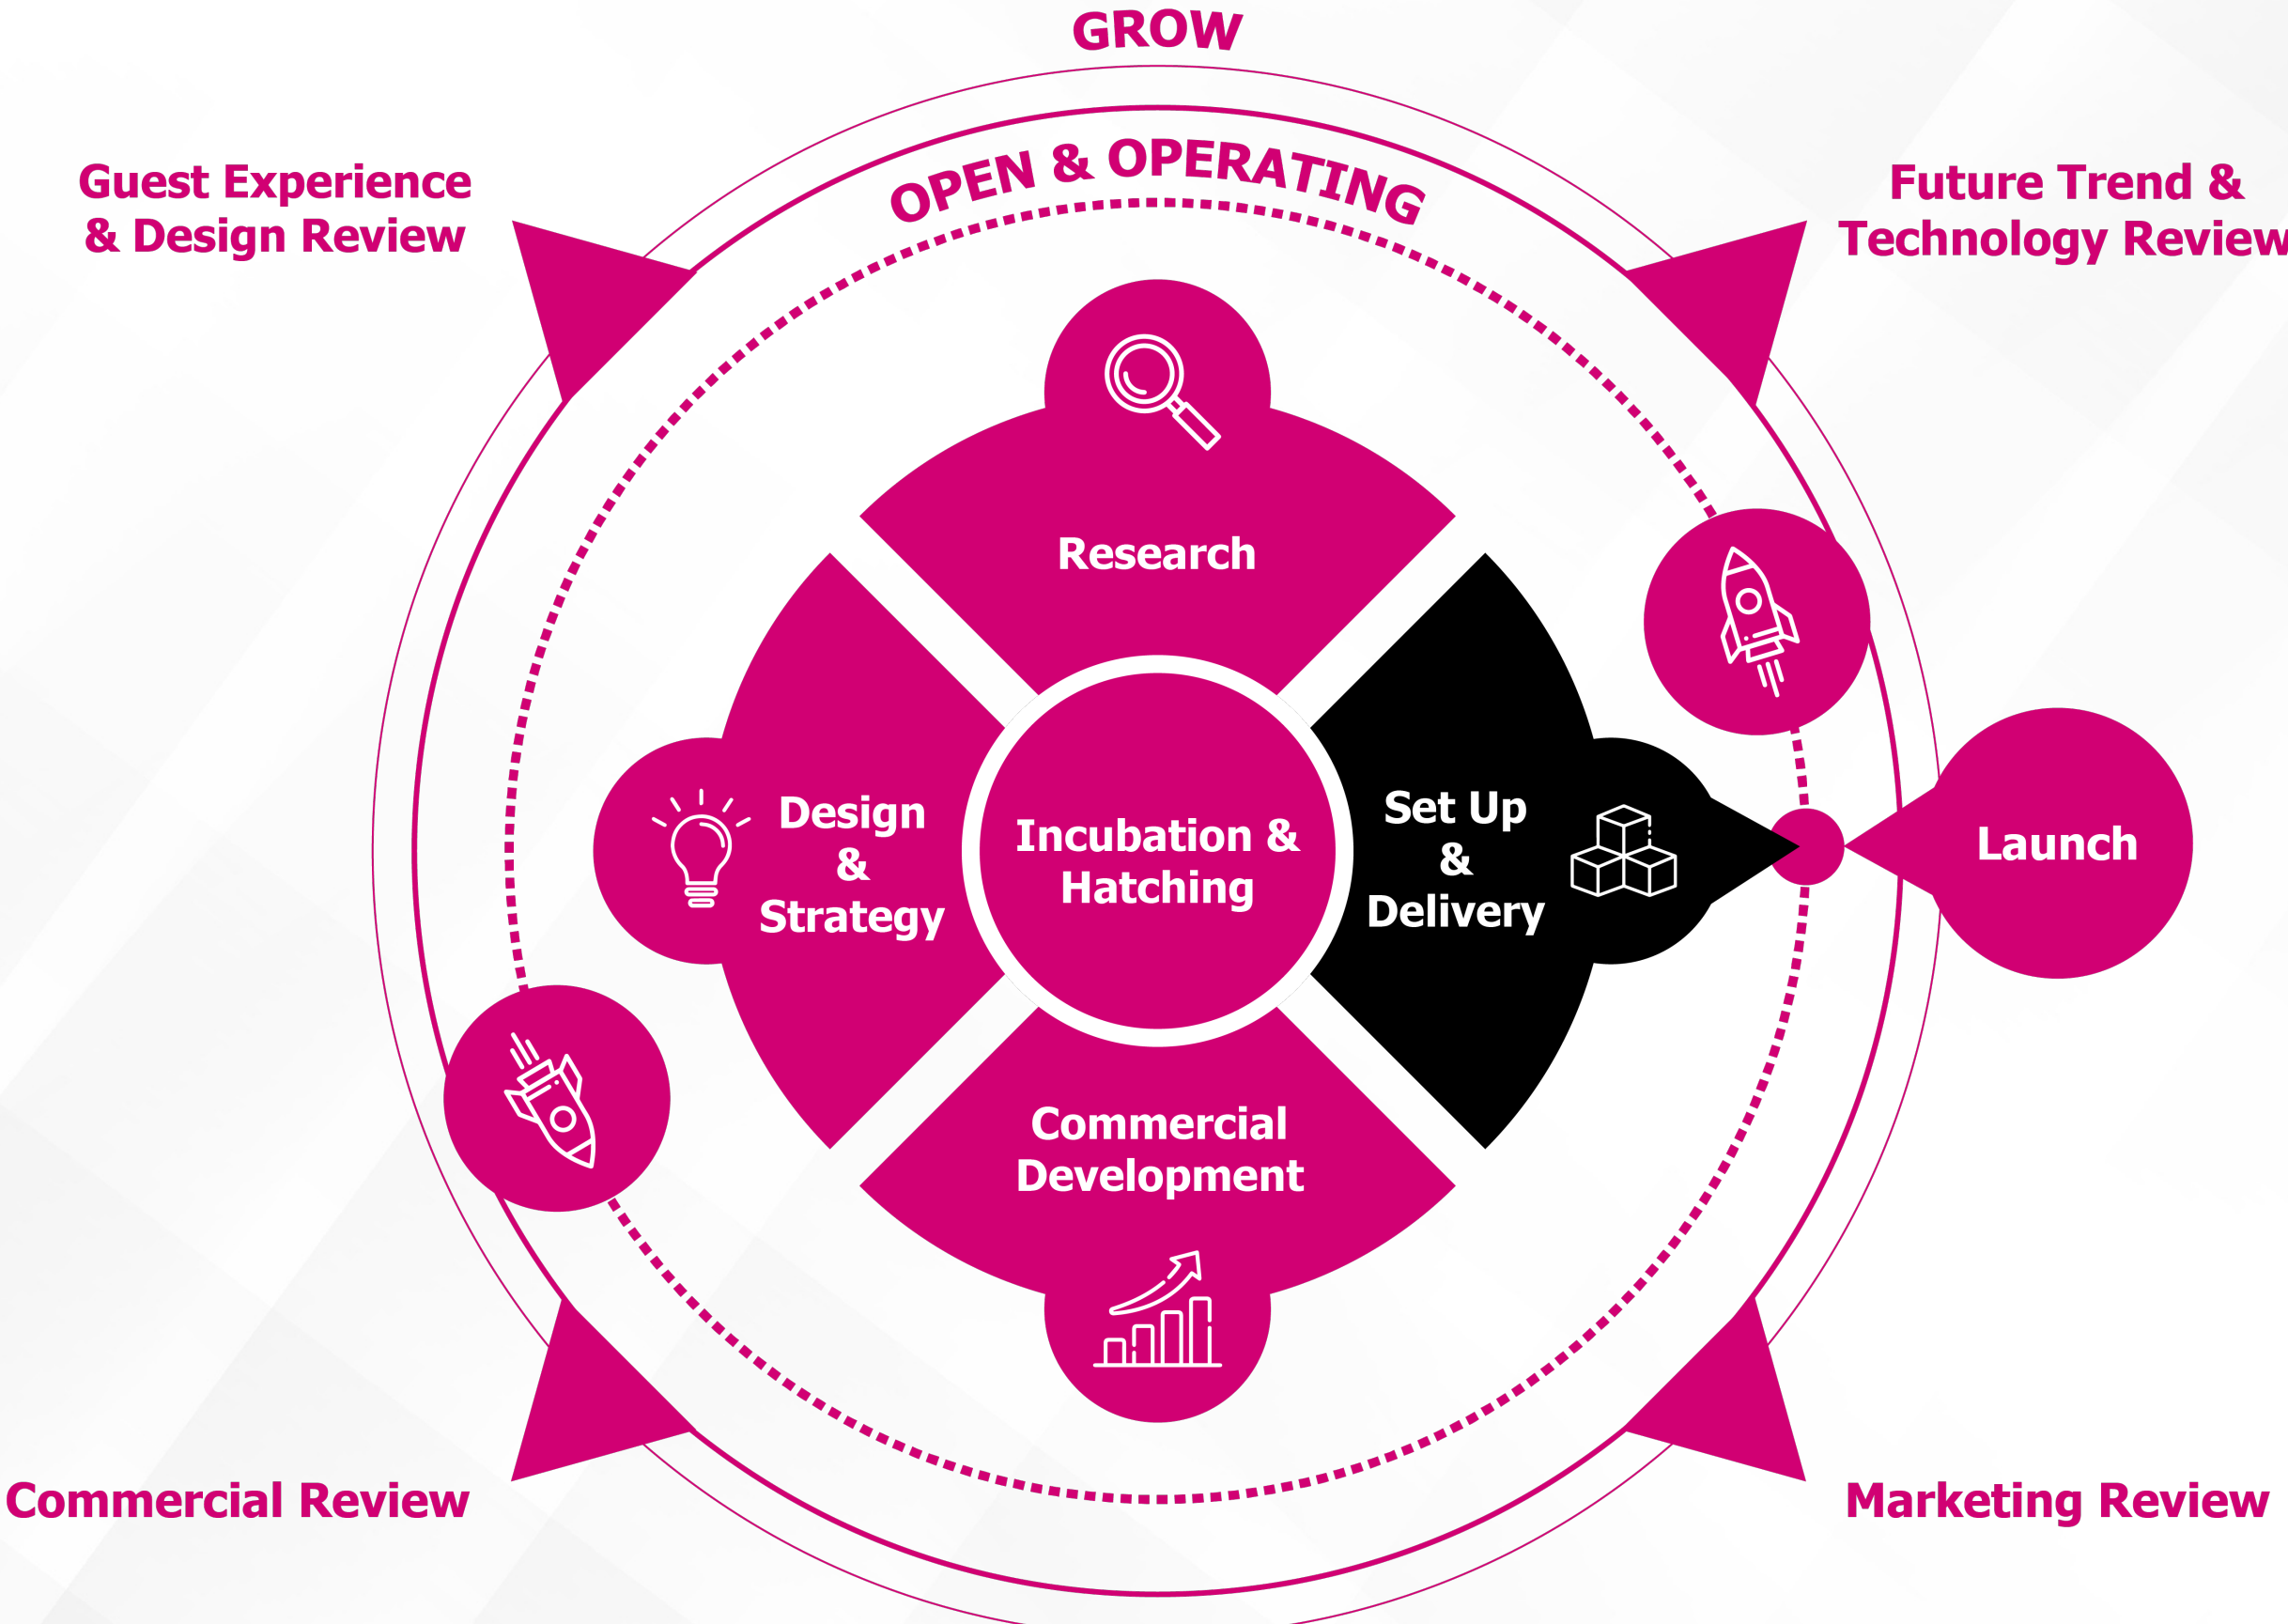 GROW
OPEN & OPERATING
Guest Experience
& Design Review
Future Trend &
Technology Review
Research
Design
&
Strategy
Incubation &
Hatching
Set Up
&
Delivery
Launch
Commercial
Development
Commercial Review
Marketing Review